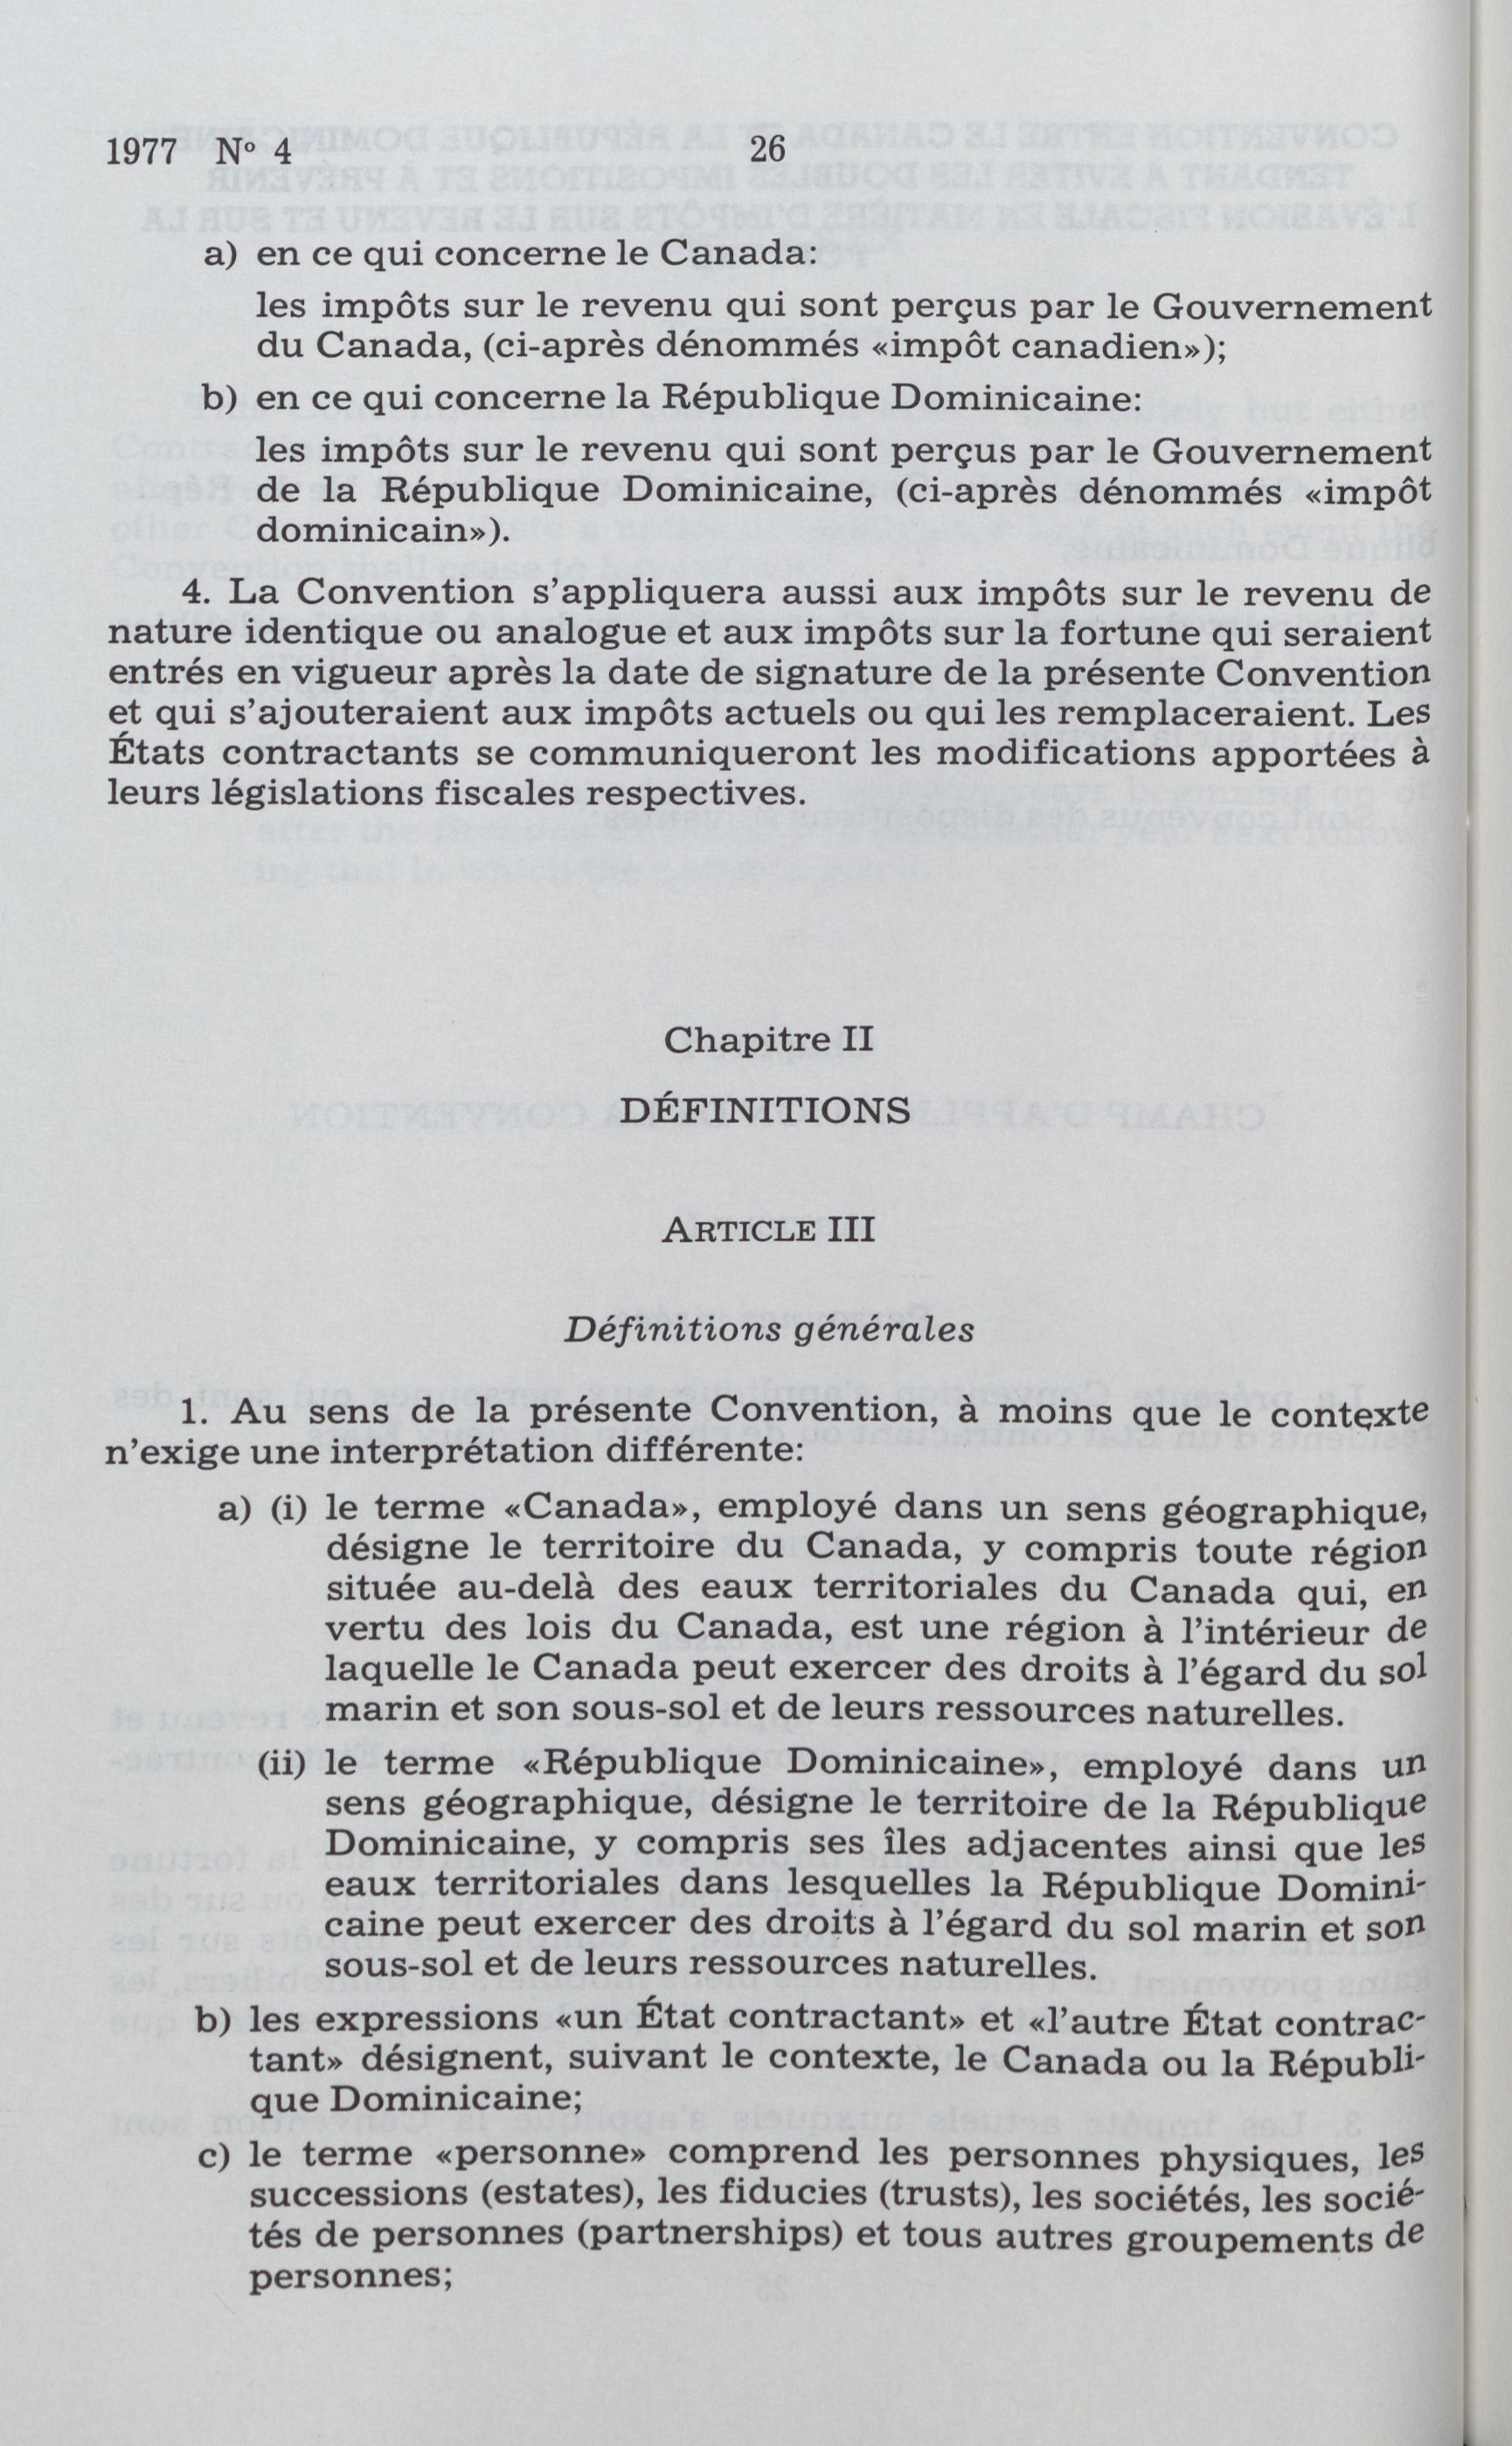 1977 Nº 4
26
a) en ce qui concerne le Canada:
les impôts sur le revenu qui sont perçus par le Gouvernement
du Canada, (ci-après dénommés «impôt canadien»);
b) en ce qui concerne la République Dominicaine:
les impôts sur le revenu qui sont perçus par le Gouvernement
de la République Dominicaine, (ci-après dénommés «impôt
dominicain»).
4. La Convention s'appliquera aussi aux impôts sur le revenu de
nature identique ou analogue et aux impôts sur la fortune qui seraient
entrés en vigueur après la date de signature de la présente Convention
et qui s'ajouteraient aux impôts actuels ou qui les remplaceraient. Les
États contractants se communiqueront les modifications apportées à
leurs législations fiscales respectives.
Chapitre II
DÉFINITIONS
ARTICLE III
Définitions générales
1. Au sens de la présente Convention, à moins que le contexte
n'exige une interprétation différente:
a) (i) le terme «Canada», employé dans un sens géographique,
désigne le territoire du Canada, y compris toute région
située au-delà des eaux territoriales du Canada qui, en
vertu des lois du Canada, est une région à l'intérieur de
laquelle le Canada peut exercer des droits à l'égard du sol
marin et son sous-sol et de leurs ressources naturelles.
(ii) le terme «République Dominicaine», employé dans un
sens géographique, désigne le territoire de la République
Dominicaine, y compris ses îles adjacentes ainsi que les
eaux territoriales dans lesquelles la République Domini-
caine peut exercer des droits à l'égard du sol marin et son
sous-sol et de leurs ressources naturelles.
b) les expressions «un État contractant» et «l'autre État contrac-
tant» désignent, suivant le contexte, le Canada ou la Républi-
que Dominicaine;
c) le terme «personne» comprend les personnes physiques, les
successions (estates), les fiducies (trusts), les sociétés, les socié-
tés de personnes (partnerships) et tous autres groupements de
personnes;